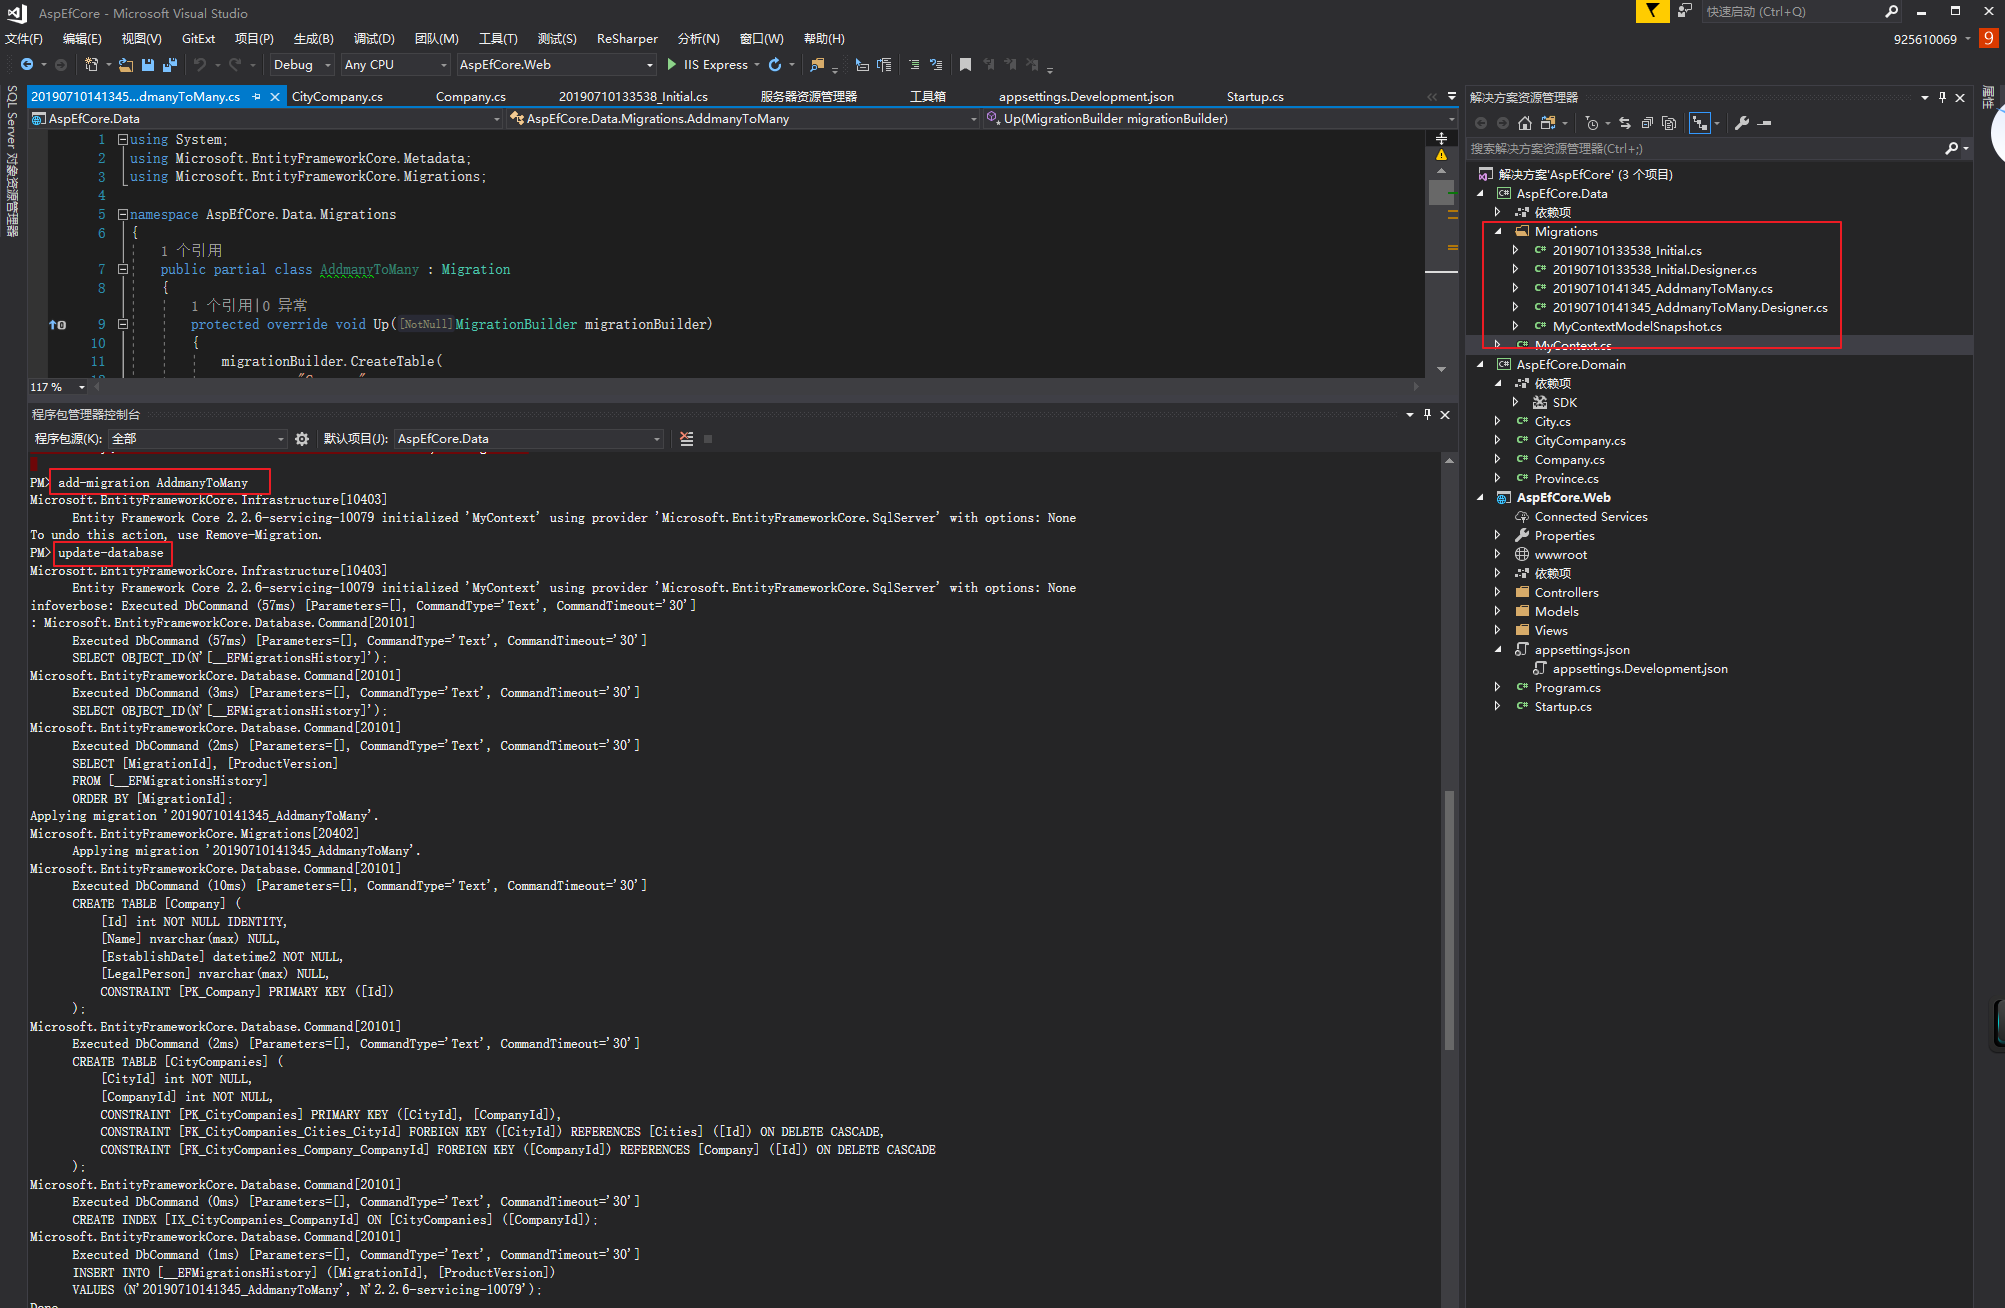 AspEfCore - Microsoft Visual Studio
快速启动 (Ctrl+Q)
文件(F) 编辑(E) 视图(V) GitExt 项目(P) 生成(B) 调试(D) 团队(M) 工具(T) 测试(S) ReSharper 分析(N) 窗口(W) 帮助(H)
925610069 9
Debug Any CPU AspEfCore.Web IIS Express
SQL Server 对象资源管理器
20190710141345...dmanyToMany.cs CityCompany.cs Company.cs 20190710133538_Initial.cs 服务器资源管理器 工具箱 appsettings.Development.json Startup.cs
AspEfCore.Data AspEfCore.Data.Migrations.AddmanyToMany Up(MigrationBuilder migrationBuilder)
1 using System;
2 using Microsoft.EntityFrameworkCore.Metadata;
3 using Microsoft.EntityFrameworkCore.Migrations;
4
5 namespace AspEfCore.Data.Migrations
6 {
1 个引用
7 public partial class AddmanyToMany : Migration
8 {
1 个引用|0 异常
9 protected override void Up([NotNull]MigrationBuilder migrationBuilder)
10 {
11 migrationBuilder.CreateTable(
117 %
程序包管理器控制台
程序包源(K): 全部 默认项目(J): AspEfCore.Data
PM> add-migration AddmanyToMany
Microsoft.EntityFrameworkCore.Infrastructure[10403]
Entity Framework Core 2.2.6-servicing-10079 initialized 'MyContext' using provider 'Microsoft.EntityFrameworkCore.SqlServer' with options: None
To undo this action, use Remove-Migration.
PM> update-database
Microsoft.EntityFrameworkCore.Infrastructure[10403]
Entity Framework Core 2.2.6-servicing-10079 initialized 'MyContext' using provider 'Microsoft.EntityFrameworkCore.SqlServer' with options: None
infoverbose: Executed DbCommand (57ms) [Parameters=[], CommandType='Text', CommandTimeout='30']
: Microsoft.EntityFrameworkCore.Database.Command[20101]
Executed DbCommand (57ms) [Parameters=[], CommandType='Text', CommandTimeout='30']
SELECT OBJECT_ID(N'[__EFMigrationsHistory]');
Microsoft.EntityFrameworkCore.Database.Command[20101]
Executed DbCommand (3ms) [Parameters=[], CommandType='Text', CommandTimeout='30']
SELECT OBJECT_ID(N'[__EFMigrationsHistory]');
Microsoft.EntityFrameworkCore.Database.Command[20101]
Executed DbCommand (2ms) [Parameters=[], CommandType='Text', CommandTimeout='30']
SELECT [MigrationId], [ProductVersion]
FROM [__EFMigrationsHistory]
ORDER BY [MigrationId];
Applying migration '20190710141345_AddmanyToMany'.
Microsoft.EntityFrameworkCore.Migrations[20402]
Applying migration '20190710141345_AddmanyToMany'.
Microsoft.EntityFrameworkCore.Database.Command[20101]
Executed DbCommand (10ms) [Parameters=[], CommandType='Text', CommandTimeout='30']
CREATE TABLE [Company] (
[Id] int NOT NULL IDENTITY,
[Name] nvarchar(max) NULL,
[EstablishDate] datetime2 NOT NULL,
[LegalPerson] nvarchar(max) NULL,
CONSTRAINT [PK_Company] PRIMARY KEY ([Id])
);
Microsoft.EntityFrameworkCore.Database.Command[20101]
Executed DbCommand (2ms) [Parameters=[], CommandType='Text', CommandTimeout='30']
CREATE TABLE [CityCompanies] (
[CityId] int NOT NULL,
[CompanyId] int NOT NULL,
CONSTRAINT [PK_CityCompanies] PRIMARY KEY ([CityId], [CompanyId]),
CONSTRAINT [FK_CityCompanies_Cities_CityId] FOREIGN KEY ([CityId]) REFERENCES [Cities] ([Id]) ON DELETE CASCADE,
CONSTRAINT [FK_CityCompanies_Company_CompanyId] FOREIGN KEY ([CompanyId]) REFERENCES [Company] ([Id]) ON DELETE CASCADE
);
Microsoft.EntityFrameworkCore.Database.Command[20101]
Executed DbCommand (0ms) [Parameters=[], CommandType='Text', CommandTimeout='30']
CREATE INDEX [IX_CityCompanies_CompanyId] ON [CityCompanies] ([CompanyId]);
Microsoft.EntityFrameworkCore.Database.Command[20101]
Executed DbCommand (1ms) [Parameters=[], CommandType='Text', CommandTimeout='30']
INSERT INTO [__EFMigrationsHistory] ([MigrationId], [ProductVersion])
VALUES (N'20190710141345_AddmanyToMany', N'2.2.6-servicing-10079');
解决方案资源管理器
搜索解决方案资源管理器(Ctrl+;)
解决方案'AspEfCore' (3 个项目)
AspEfCore.Data
依赖项
Migrations
20190710133538_Initial.cs
20190710133538_Initial.Designer.cs
20190710141345_AddmanyToMany.cs
20190710141345_AddmanyToMany.Designer.cs
MyContextModelSnapshot.cs
MyContext.cs
AspEfCore.Domain
依赖项
SDK
City.cs
CityCompany.cs
Company.cs
Province.cs
AspEfCore.Web
Connected Services
Properties
wwwroot
依赖项
Controllers
Models
Views
appsettings.json
appsettings.Development.json
Program.cs
Startup.cs
属性